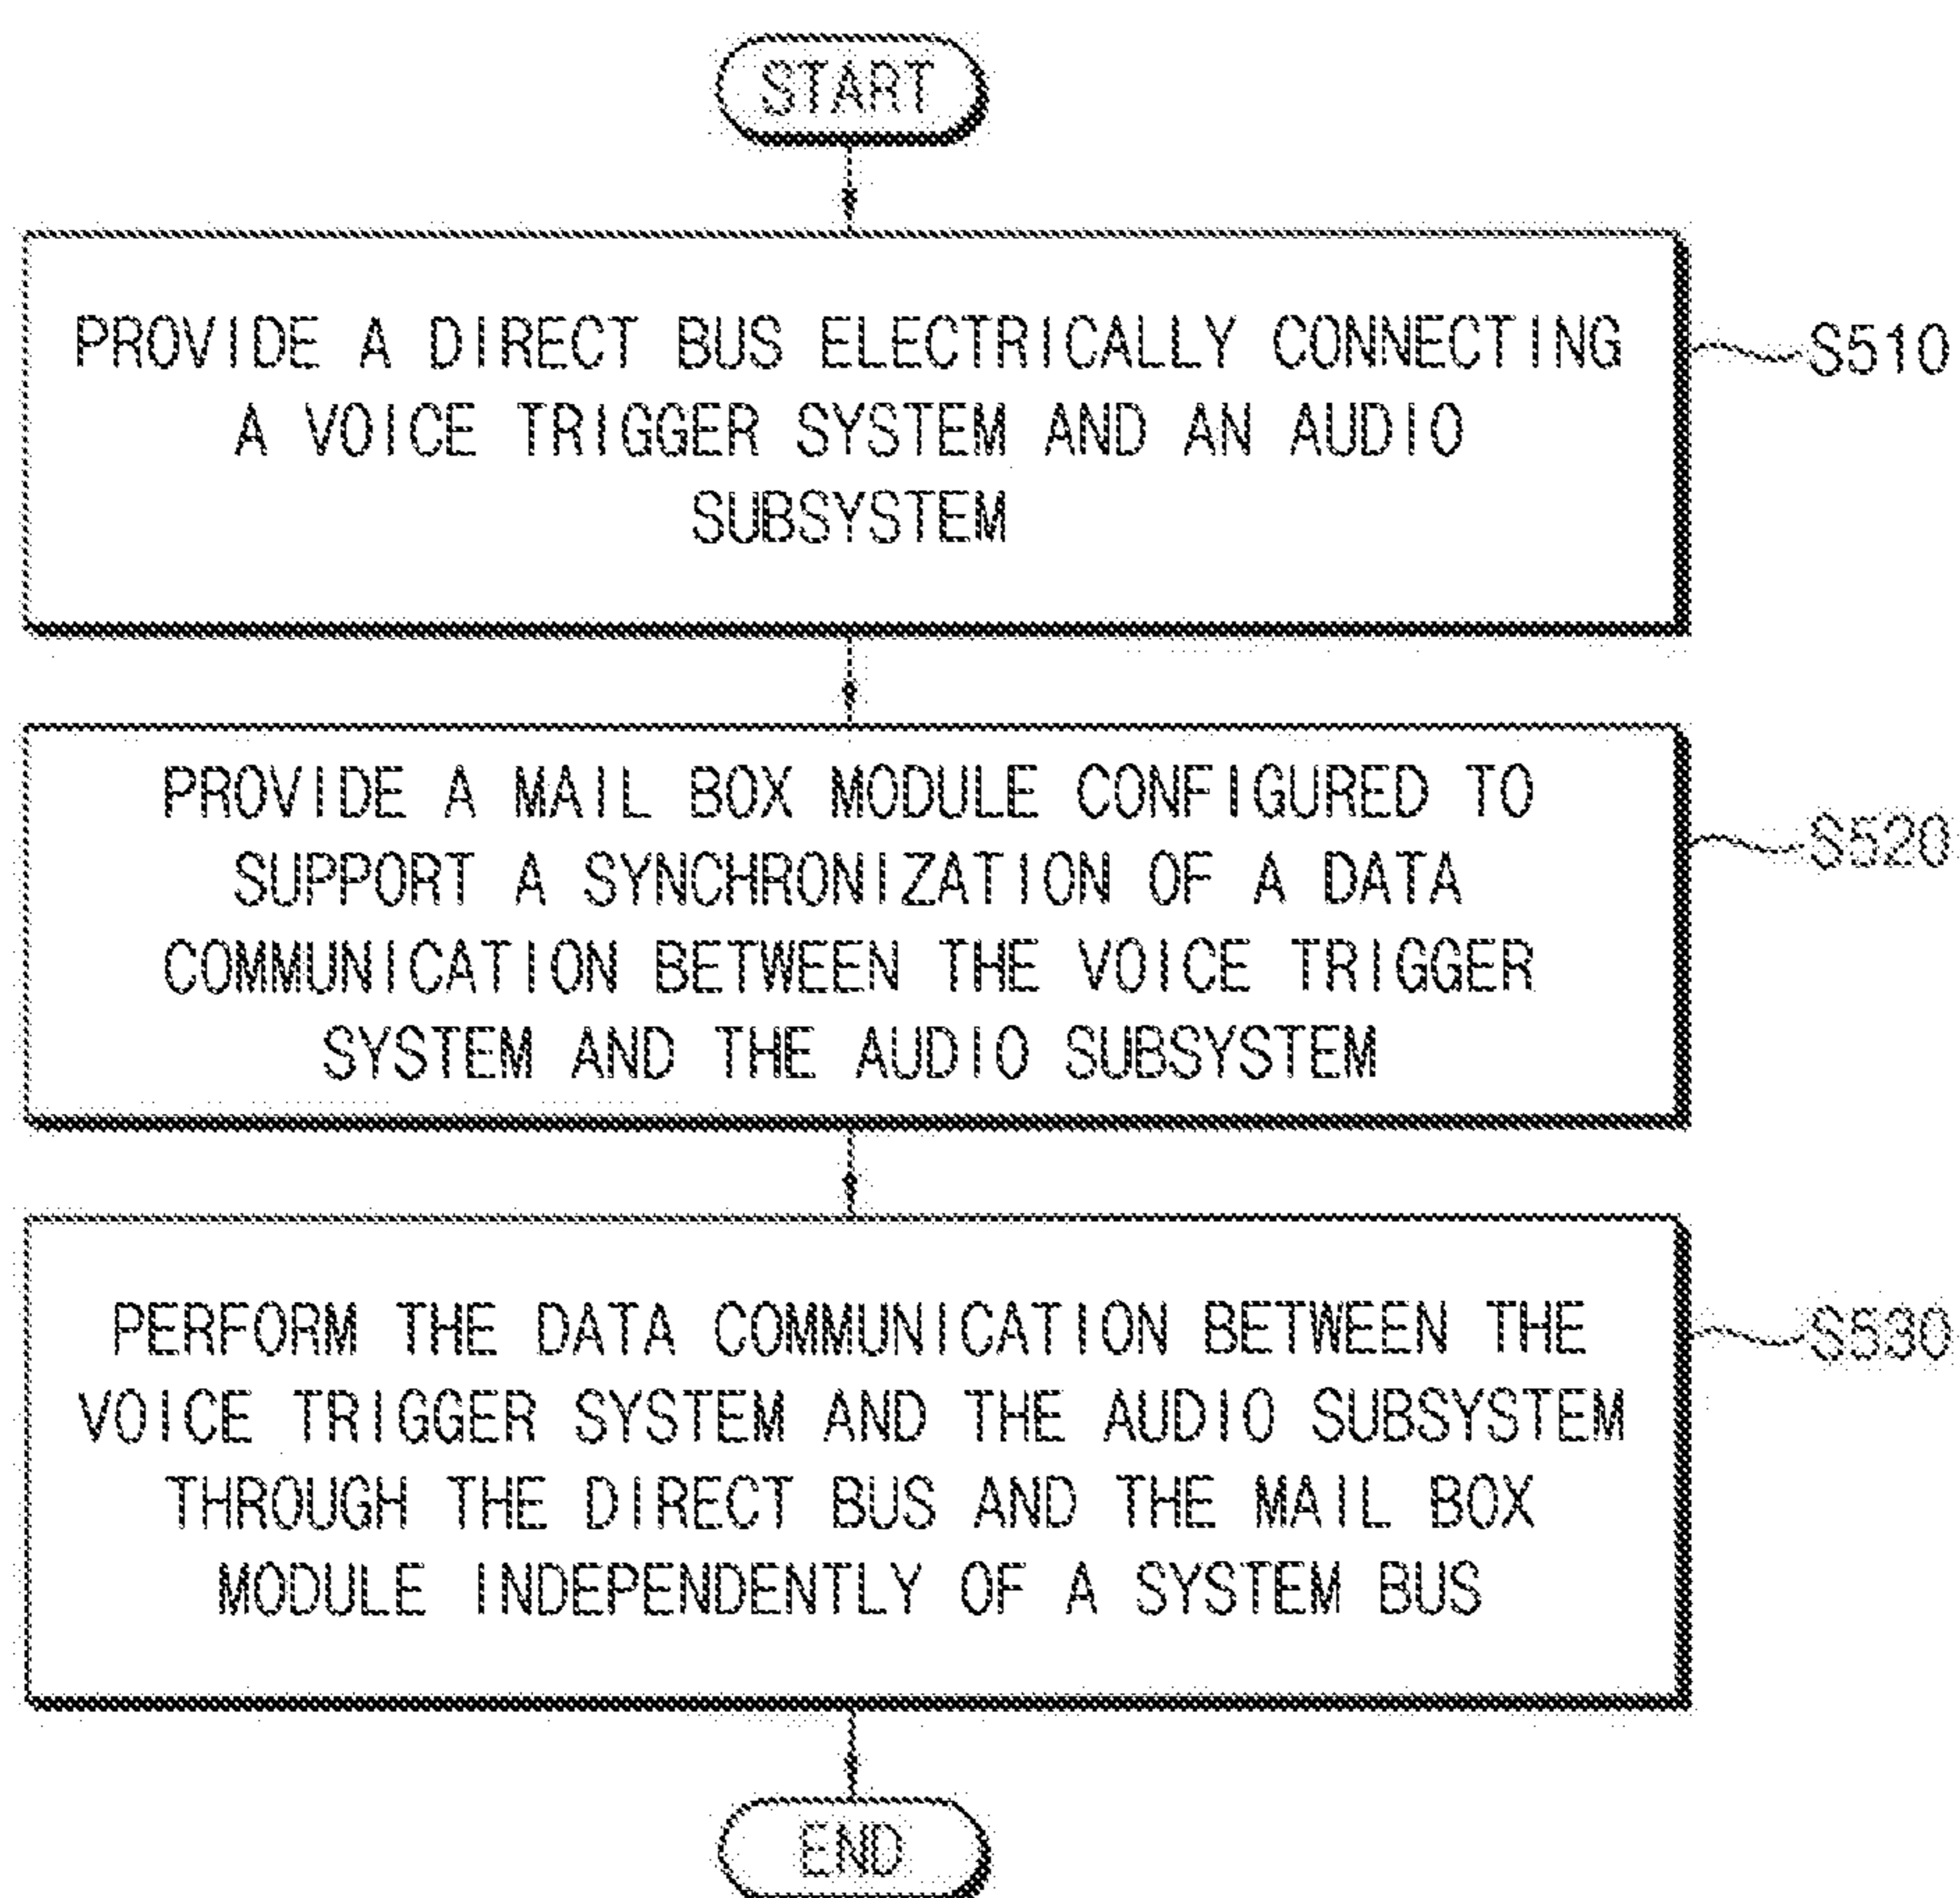 START
PROVIDE A DIRECT BUS ELECTRICALLY CONNECTING
A VOICE TRIGGER SYSTEM AND AN AUDIO
SUBSYSTEM
S510
PROVIDE A MAIL BOX MODULE CONFIGURED TO
SUPPORT A SYNCHRONIZATION OF A DATA
COMMUNICATION BETWEEN THE VOICE TRIGGER
SYSTEM AND THE AUDIO SUBSYSTEM
S520
PERFORM THE DATA COMMUNICATION BETWEEN THE
VOICE TRIGGER SYSTEM AND THE AUDIO SUBSYSTEM
THROUGH THE DIRECT BUS AND THE MAIL BOX
MODULE INDEPENDENTLY OF A SYSTEM BUS
S530
END